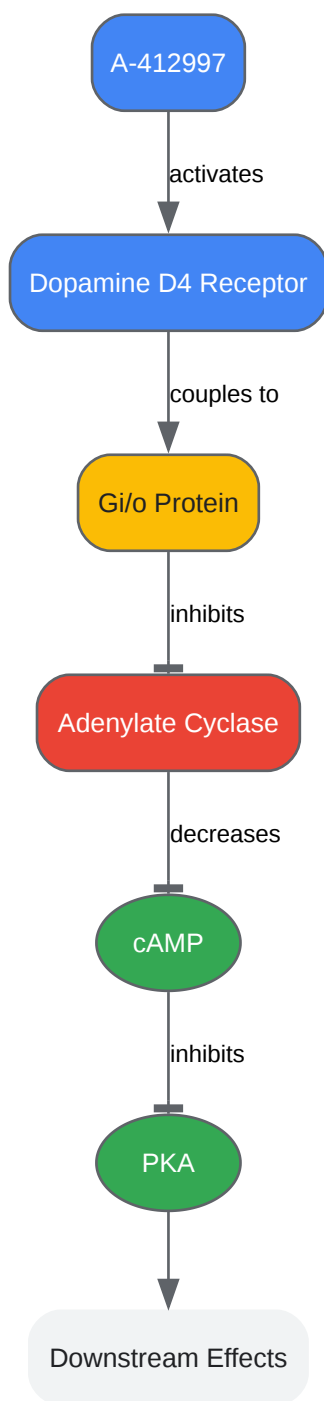 A-412997
activates
Dopamine D4 Receptor
couples to
Gi/o Protein
inhibits
Adenylate Cyclase
decreases
cAMP
inhibits
PKA
Downstream Effects